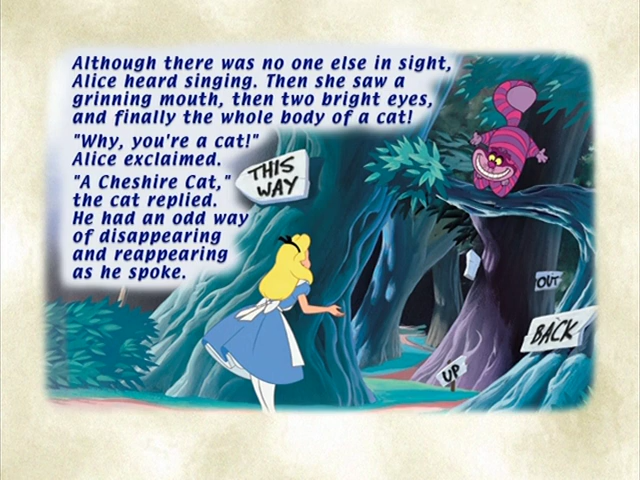 Although there was no one else in sight,
Alice heard singing. Then she saw a
grinning mouth, then two bright eyes,
and finally the whole body of a cat!
"Why, you're a cat!"
Alice exclaimed.
"A Cheshire Cat,"
the cat replied.
He had an odd way
of disappearing
and reappearing
as he spoke.
THIS
WAY
OUT
BACK
UP